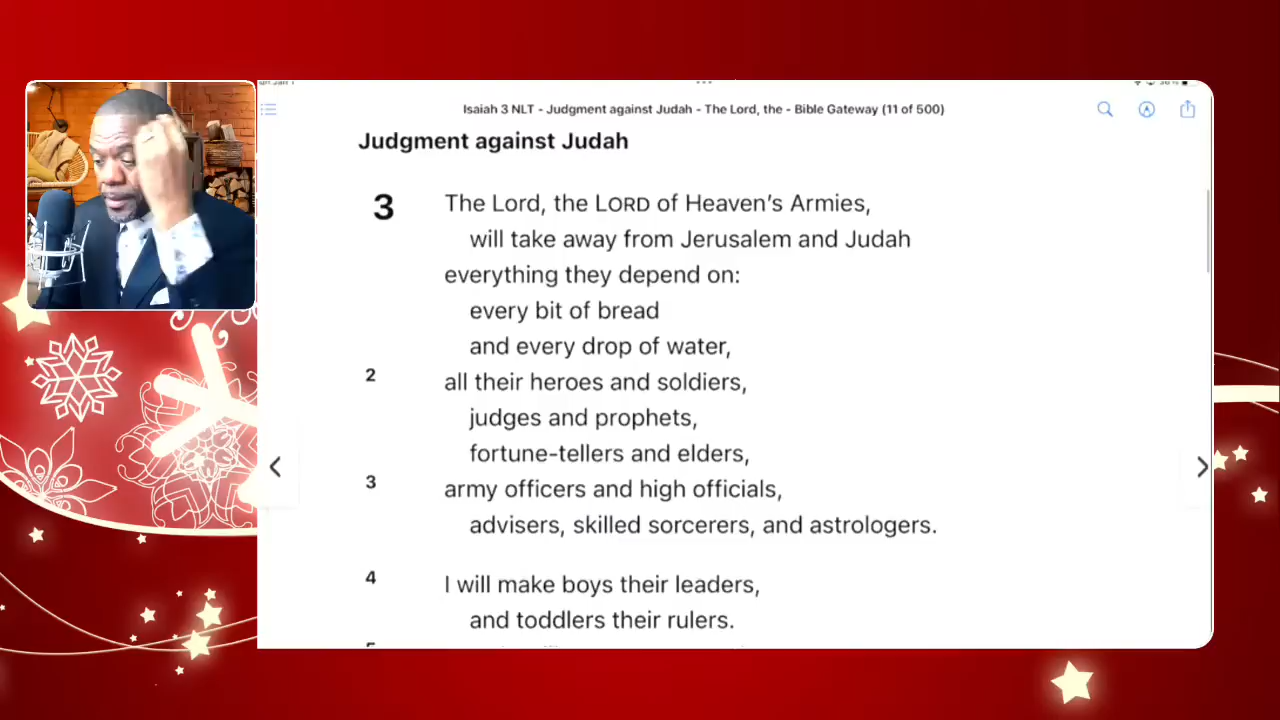 Isaiah 3 NLT - Judgment against Judah - The Lord, the - Bible Gateway (11 of 500)
Judgment against Judah
3 The Lord, the LORD of Heaven’s Armies,
will take away from Jerusalem and Judah
everything they depend on:
every bit of bread
and every drop of water,
2 all their heroes and soldiers,
judges and prophets,
fortune-tellers and elders,
3 army officers and high officials,
advisers, skilled sorcerers, and astrologers.
4 I will make boys their leaders,
and toddlers their rulers.